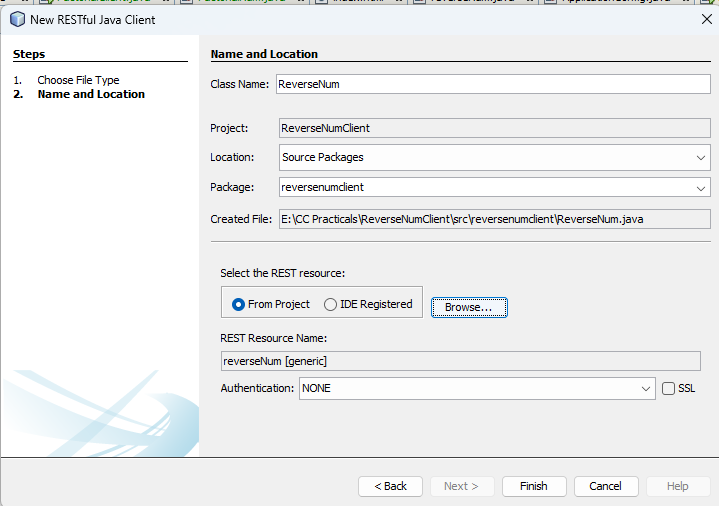 New RESTful Java Client
Steps
1. Choose File Type
2. Name and Location
Name and Location
Class Name: ReverseNum
Project: ReverseNumClient
Location: Source Packages
Package: reversenumclient
Created File: E:\CC Practicals\ReverseNumClient\src\reversenumclient\ReverseNum.java
Select the REST resource:
From Project IDE Registered Browse...
REST Resource Name:
reverseNum [generic]
Authentication: NONE SSL
< Back Next > Finish Cancel Help